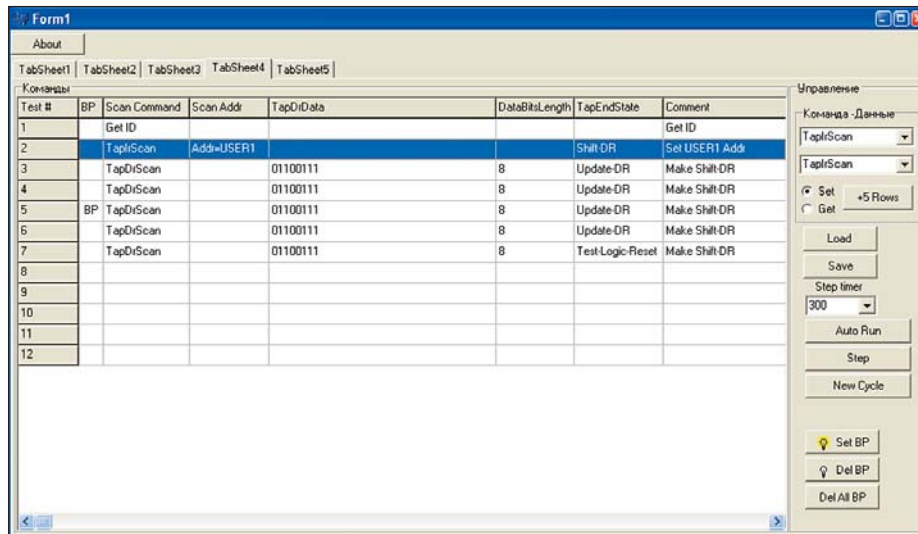 Form1
About
TabSheet1 TabSheet2 TabSheet3 TabSheet4 TabSheet5
Команды
Test # BP Scan Command Scan Addr TapDrData DataBitsLength TapEndState Comment
1 Get ID Get ID
2 TapIrScan Addr=USER1 Shift-DR Set USER1 Addr
3 TapDrScan 01100111 8 Update-DR Make Shift-DR
4 TapDrScan 01100111 8 Update-DR Make Shift-DR
5 BP TapDrScan 01100111 8 Update-DR Make Shift-DR
6 TapDrScan 01100111 8 Update-DR Make Shift-DR
7 TapDrScan 01100111 8 Test-Logic-Reset Make Shift-DR
8
9
10
11
12
Управление
Команда -Данные
TapIrScan
TapIrScan
Set
Get
+5 Rows
Load
Save
Step timer
300
Auto Run
Step
New Cycle
Set BP
Del BP
Del All BP